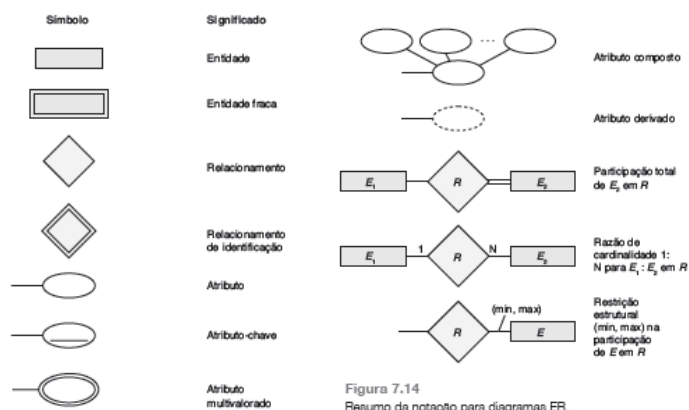 Símbolo Significado
Entidade
Entidade fraca
Relacionamento
Relacionamento
de identificação
Atributo
Atributo-chave
Atributo
multivalorado
...
Atributo composto
Atributo derivado
E1 R E2
Participação total
de E2 em R
E1 1 R N E2
Razão de
cardinalidade 1:
N para E1 : E2 em R
(min, max)
R E
Restrição
estrutural
(min, max) na
participação
de E em R
Figura 7.14
Resumo da notação para diagramas ER